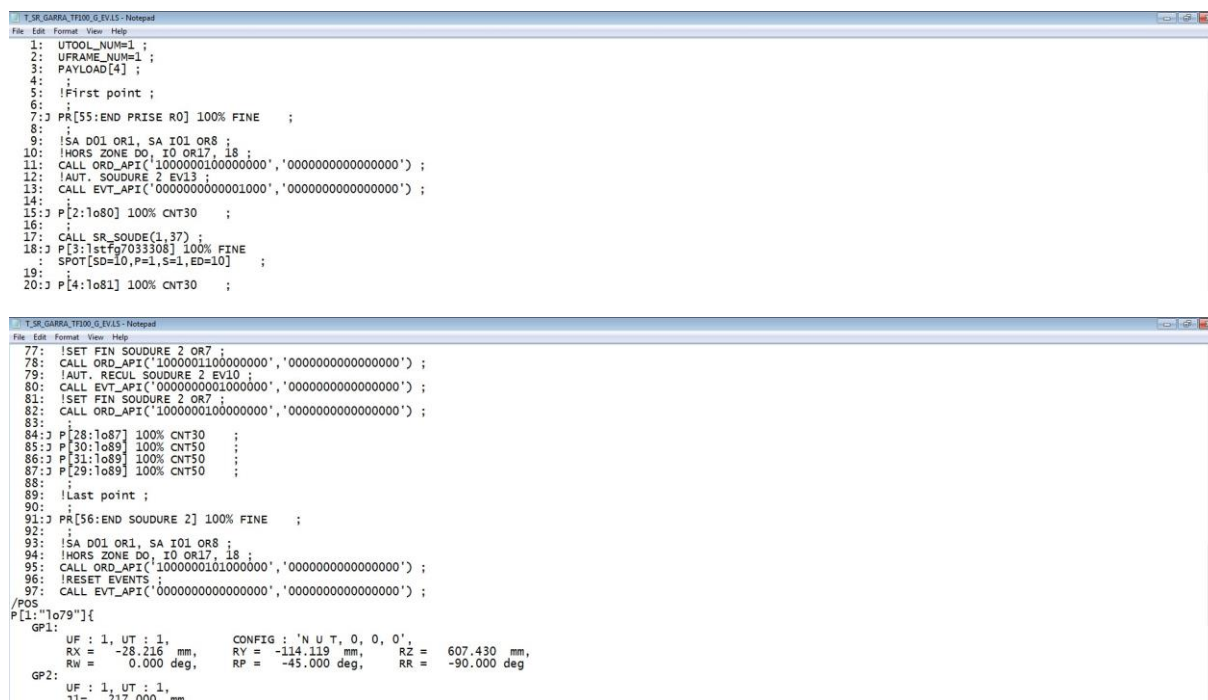 T_SR_GARRA_TF100_G_EV.LS - Notepad
File Edit Format View Help
1: UTOOL_NUM=1 ;
2: UFRAME_NUM=1 ;
3: PAYLOAD[4] ;
4: ;
5: !First point ;
6: ;
7:J PR[55:END PRISE R0] 100% FINE ;
8: ;
9: !SA D01 OR1, SA I01 OR8 ;
10: !HORS ZONE DO, I0 OR17, 18 ;
11: CALL ORD_API('1000000100000000','0000000000000000') ;
12: !AUT. SOUDURE 2 EV13 ;
13: CALL EVT_API('0000000000001000','0000000000000000') ;
14: ;
15:J P[2:lo80] 100% CNT30 ;
16: ;
17: CALL SR_SOUDE(1,37) ;
18:J P[3:lstfg7033308] 100% FINE
: SPOT[SD=10,P=1,S=1,ED=10] ;
19: ;
20:J P[4:lo81] 100% CNT30 ;
T_SR_GARRA_TF100_G_EV.LS - Notepad
File Edit Format View Help
77: !SET FIN SOUDURE 2 OR7 ;
78: CALL ORD_API('1000001100000000','0000000000000000') ;
79: !AUT. RECUL SOUDURE 2 EV10 ;
80: CALL EVT_API('0000000001000000','0000000000000000') ;
81: !SET FIN SOUDURE 2 OR7 ;
82: CALL ORD_API('1000000100000000','0000000000000000') ;
83: ;
84:J P[28:lo87] 100% CNT30 ;
85:J P[30:lo89] 100% CNT50 ;
86:J P[31:lo89] 100% CNT50 ;
87:J P[29:lo89] 100% CNT50 ;
88: ;
89: !Last point ;
90: ;
91:J PR[56:END SOUDURE 2] 100% FINE ;
92: ;
93: !SA D01 OR1, SA I01 OR8 ;
94: !HORS ZONE DO, I0 OR17, 18 ;
95: CALL ORD_API('1000000101000000','0000000000000000') ;
96: !RESET EVENTS ;
97: CALL EVT_API('0000000000000000','0000000000000000') ;
/POS
P[1:"lo79"]{
GP1:
UF : 1, UT : 1, CONFIG : 'N U T, 0, 0, 0',
RX = -28.216 mm, RY = -114.119 mm, RZ = 607.430 mm,
RW = 0.000 deg, RP = -45.000 deg, RR = -90.000 deg
GP2:
UF : 1, UT : 1,
J1= 217.000 mm